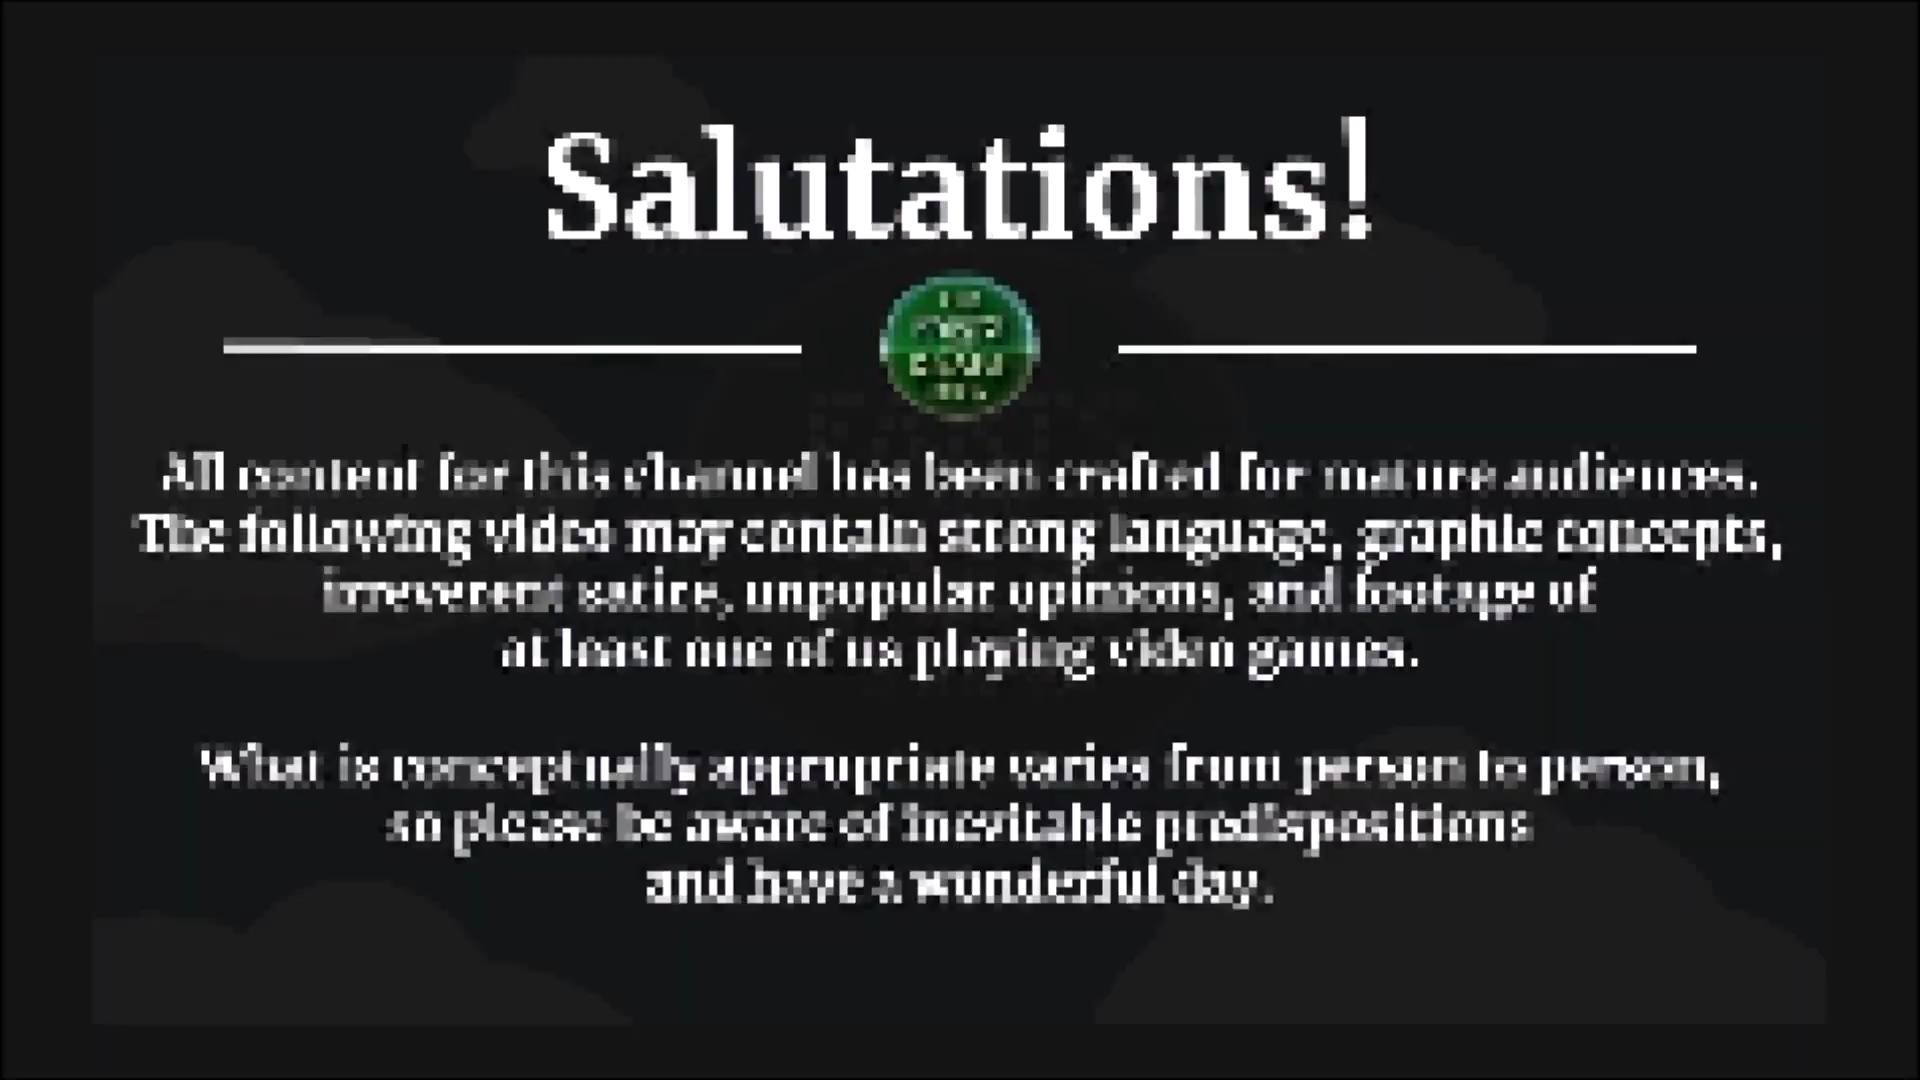 Salutations!
All content for this channel has been crafted for mature audiences.
The following video may contain strong language, graphic concepts,
irreverent satire, unpopular opinions, and footage of
at least one of us playing video games.
What is conceptually appropriate varies from person to person,
so please be aware of inevitable predispositions
and have a wonderful day.